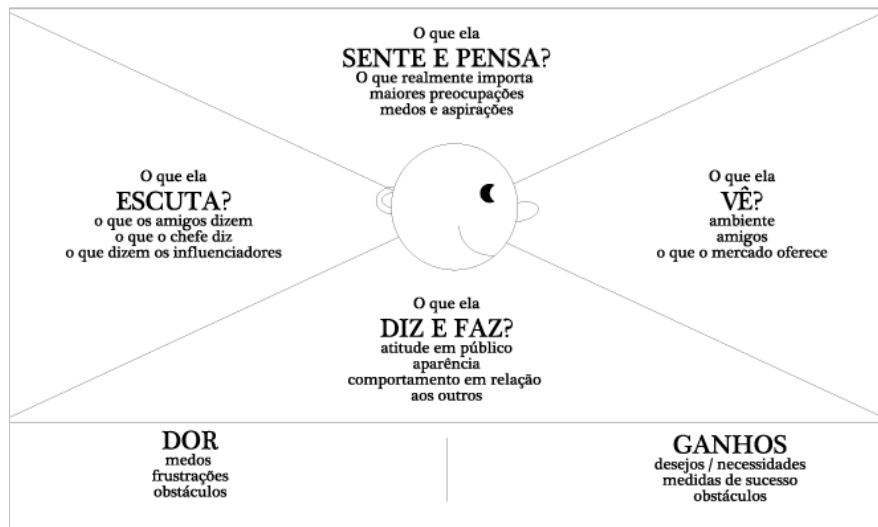 O que ela
SENTE E PENSA?
O que realmente importa
maiores preocupações
medos e aspirações
O que ela
ESCUTA?
o que os amigos dizem
o que o chefe diz
o que dizem os influenciadores
O que ela
VÊ?
ambiente
amigos
o que o mercado oferece
O que ela
DIZ E FAZ?
atitude em público
aparência
comportamento em relação
aos outros
DOR
medos
frustrações
obstáculos
GANHOS
desejos / necessidades
medidas de sucesso
obstáculos